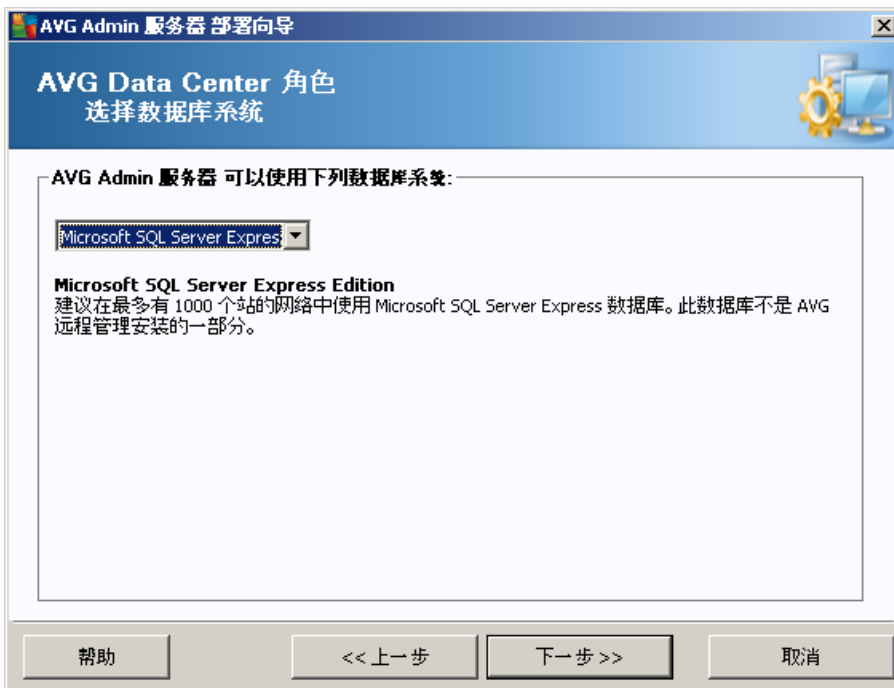 AVG Admin 服务器 部署向导
AVG Data Center 角色
选择数据库系统
AVG Admin 服务器 可以使用下列数据库系统:
Microsoft SQL Server Expres
Microsoft SQL Server Express Edition
建议在最多有 1000 个站的网络中使用 Microsoft SQL Server Express 数据库。此数据库不是 AVG
远程管理安装的一部分。
帮助
<< 上一步
下一步 >>
取消